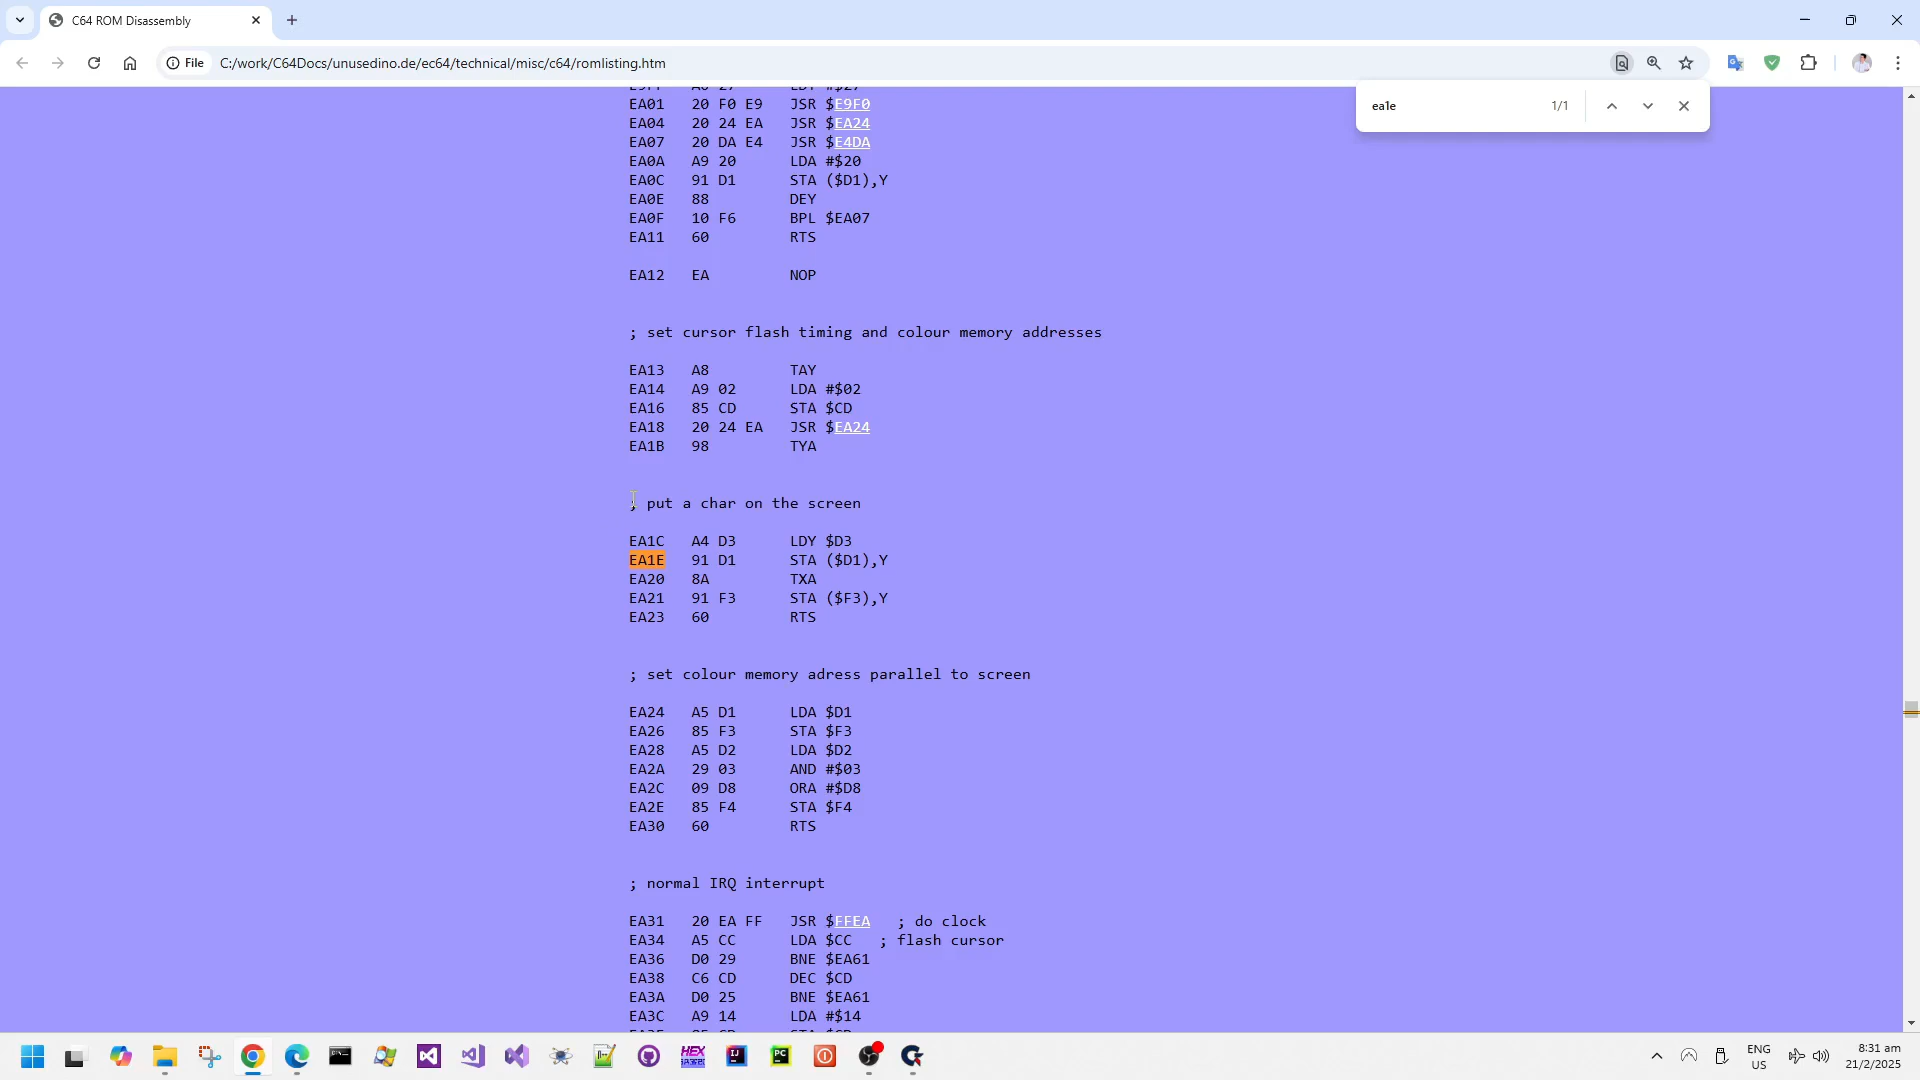 C64 ROM Disassembly
File C:/work/C64Docs/unusedino.de/ec64/technical/misc/c64/romlisting.htm
ea1e 1/1
EA01 20 F0 E9 JSR $E9F0
EA04 20 24 EA JSR $EA24
EA07 20 DA E4 JSR $E4DA
EA0A A9 20 LDA #$20
EA0C 91 D1 STA ($D1),Y
EA0E 88 DEY
EA0F 10 F6 BPL $EA07
EA11 60 RTS
EA12 EA NOP
; set cursor flash timing and colour memory addresses
EA13 A8 TAY
EA14 A9 02 LDA #$02
EA16 85 CD STA $CD
EA18 20 24 EA JSR $EA24
EA1B 98 TYA
; put a char on the screen
EA1C A4 D3 LDY $D3
EA1E 91 D1 STA ($D1),Y
EA20 8A TXA
EA21 91 F3 STA ($F3),Y
EA23 60 RTS
; set colour memory adress parallel to screen
EA24 A5 D1 LDA $D1
EA26 85 F3 STA $F3
EA28 A5 D2 LDA $D2
EA2A 29 03 AND #$03
EA2C 09 D8 ORA #$D8
EA2E 85 F4 STA $F4
EA30 60 RTS
; normal IRQ interrupt
EA31 20 EA FF JSR $FFEA ; do clock
EA34 A5 CC LDA $CC ; flash cursor
EA36 D0 29 BNE $EA61
EA38 C6 CD DEC $CD
EA3A D0 25 BNE $EA61
EA3C A9 14 LDA #$14
HEX
IJ
PC
ENG
US
8:31 am
21/2/2025